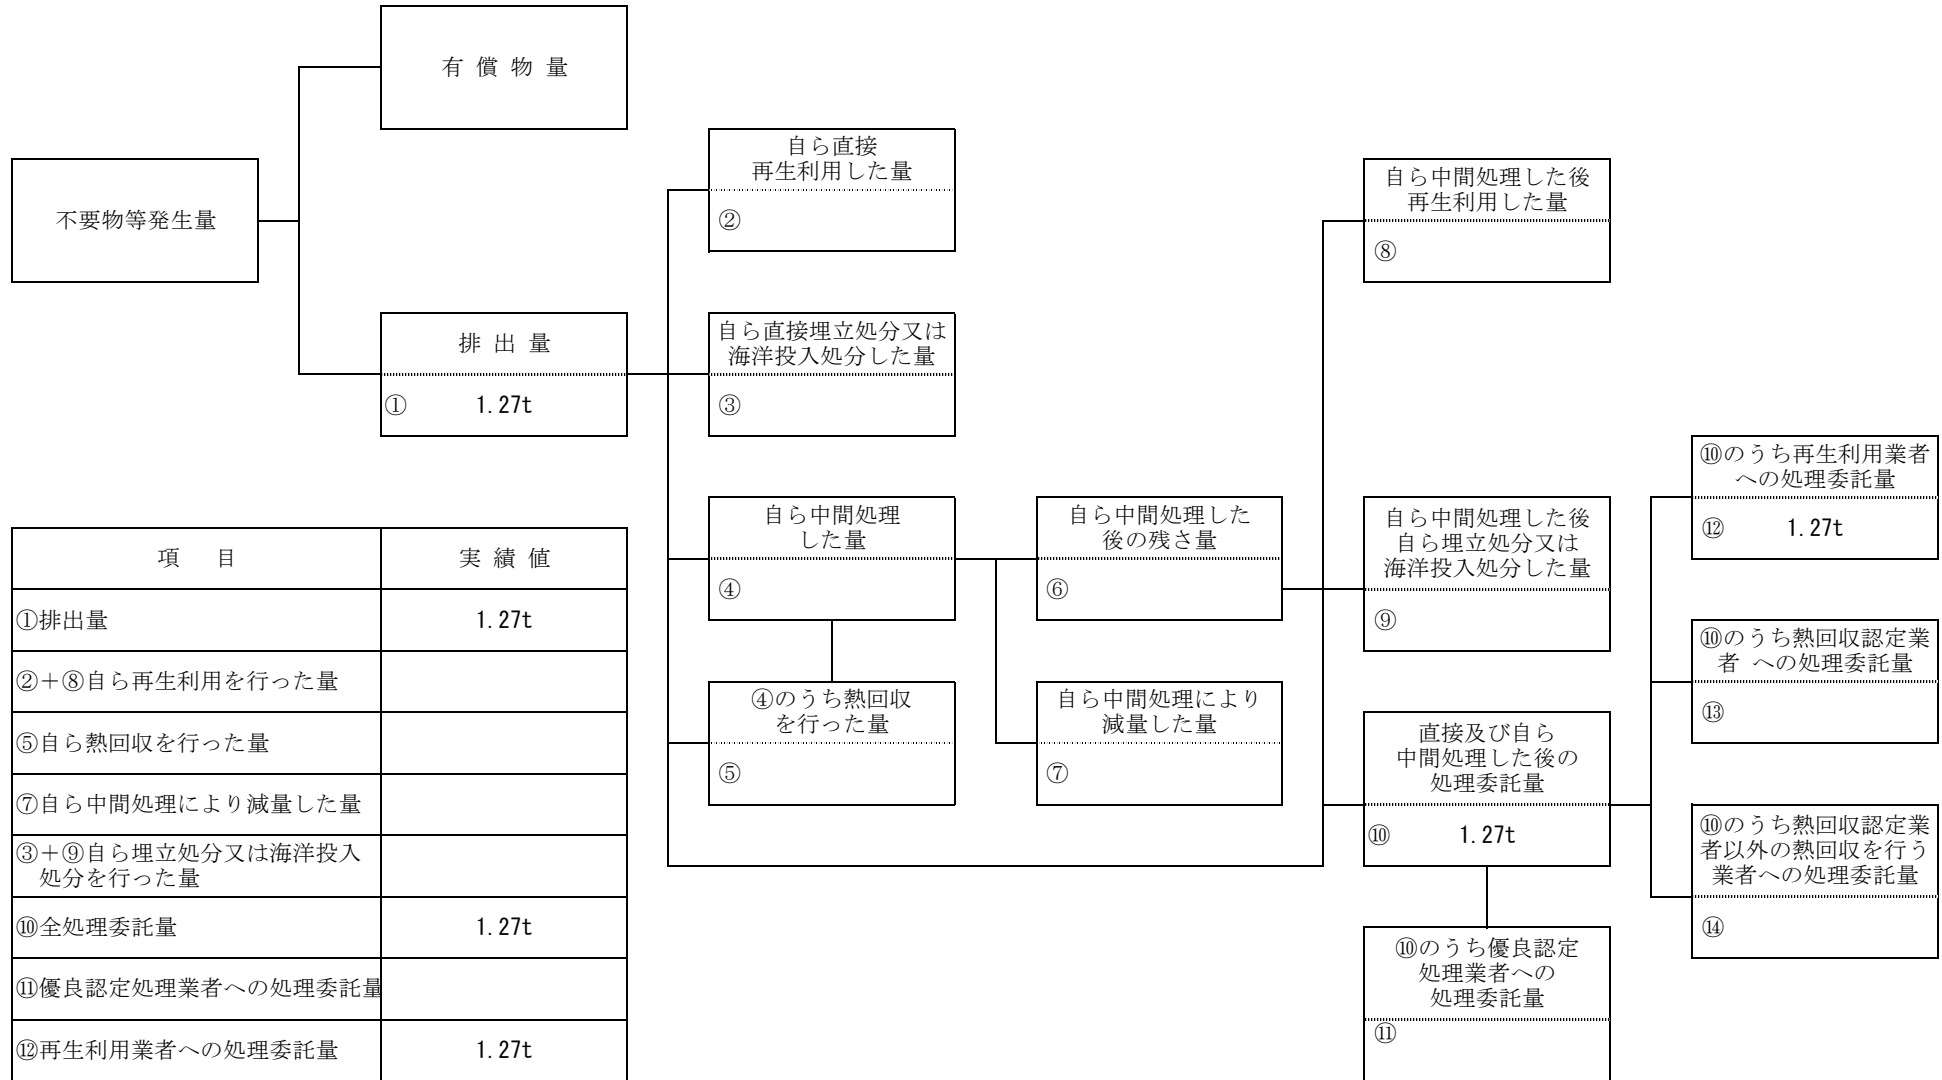 有 償 物 量
不要物等発生量
排 出 量
① 1.27t
自ら直接
再生利用した量
②
自ら直接埋立処分又は
海洋投入処分した量
③
自ら中間処理
した量
④
④のうち熱回収
を行った量
⑤
自ら中間処理した
後の残さ量
⑥
自ら中間処理により
減量した量
⑦
自ら中間処理した後
再生利用した量
⑧
自ら中間処理した後
自ら埋立処分又は
海洋投入処分した量
⑨
直接及び自ら
中間処理した後の
処理委託量
⑩ 1.27t
⑩のうち優良認定
処理業者への
処理委託量
⑪
⑩のうち再生利用業者
への処理委託量
⑫ 1.27t
⑩のうち熱回収認定業
者 への処理委託量
⑬
⑩のうち熱回収認定業
者以外の熱回収を行う
業者への処理委託量
⑭
項 目 実 績 値
①排出量 1.27t
②＋⑧自ら再生利用を行った量
⑤自ら熱回収を行った量
⑦自ら中間処理により減量した量
③＋⑨自ら埋立処分又は海洋投入
処分を行った量
⑩全処理委託量 1.27t
⑪優良認定処理業者への処理委託量
⑫再生利用業者への処理委託量 1.27t